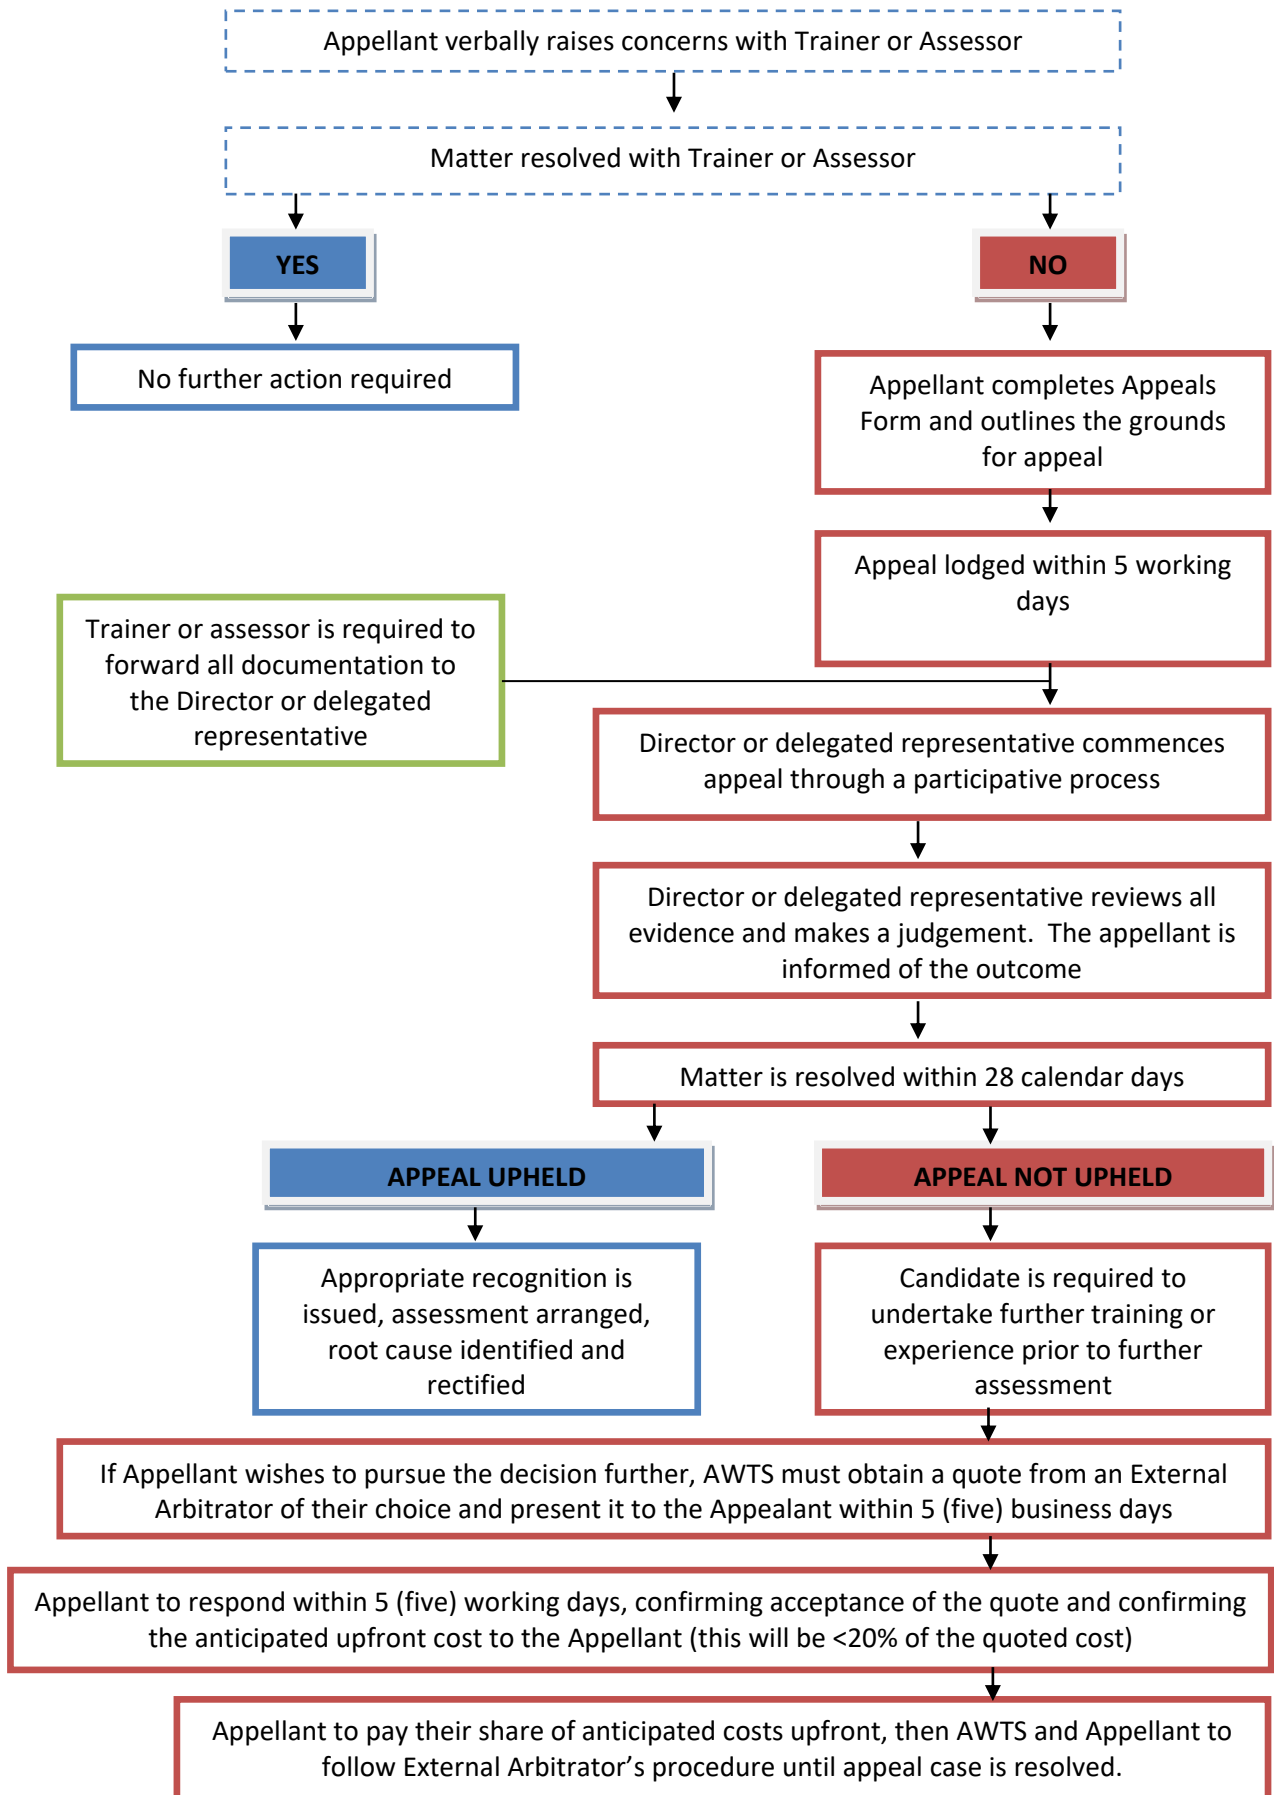 Appellant verbally raises concerns with Trainer or Assessor
Matter resolved with Trainer or Assessor
YES
NO
No further action required
Appellant completes Appeals
Form and outlines the grounds
for appeal
Appeal lodged within 5 working
days
Trainer or assessor is required to
forward all documentation to
the Director or delegated
representative
Director or delegated representative commences
appeal through a participative process
Director or delegated representative reviews all
evidence and makes a judgement.  The appellant is
informed of the outcome
Matter is resolved within 28 calendar days
APPEAL UPHELD
APPEAL NOT UPHELD
Appropriate recognition is
issued, assessment arranged,
root cause identified and
rectified
Candidate is required to
undertake further training or
experience prior to further
assessment
If Appellant wishes to pursue the decision further, AWTS must obtain a quote from an External
Arbitrator of their choice and present it to the Appealant within 5 (five) business days
Appellant to respond within 5 (five) working days, confirming acceptance of the quote and confirming
the anticipated upfront cost to the Appellant (this will be <20% of the quoted cost)
Appellant to pay their share of anticipated costs upfront, then AWTS and Appellant to
follow External Arbitrator’s procedure until appeal case is resolved.